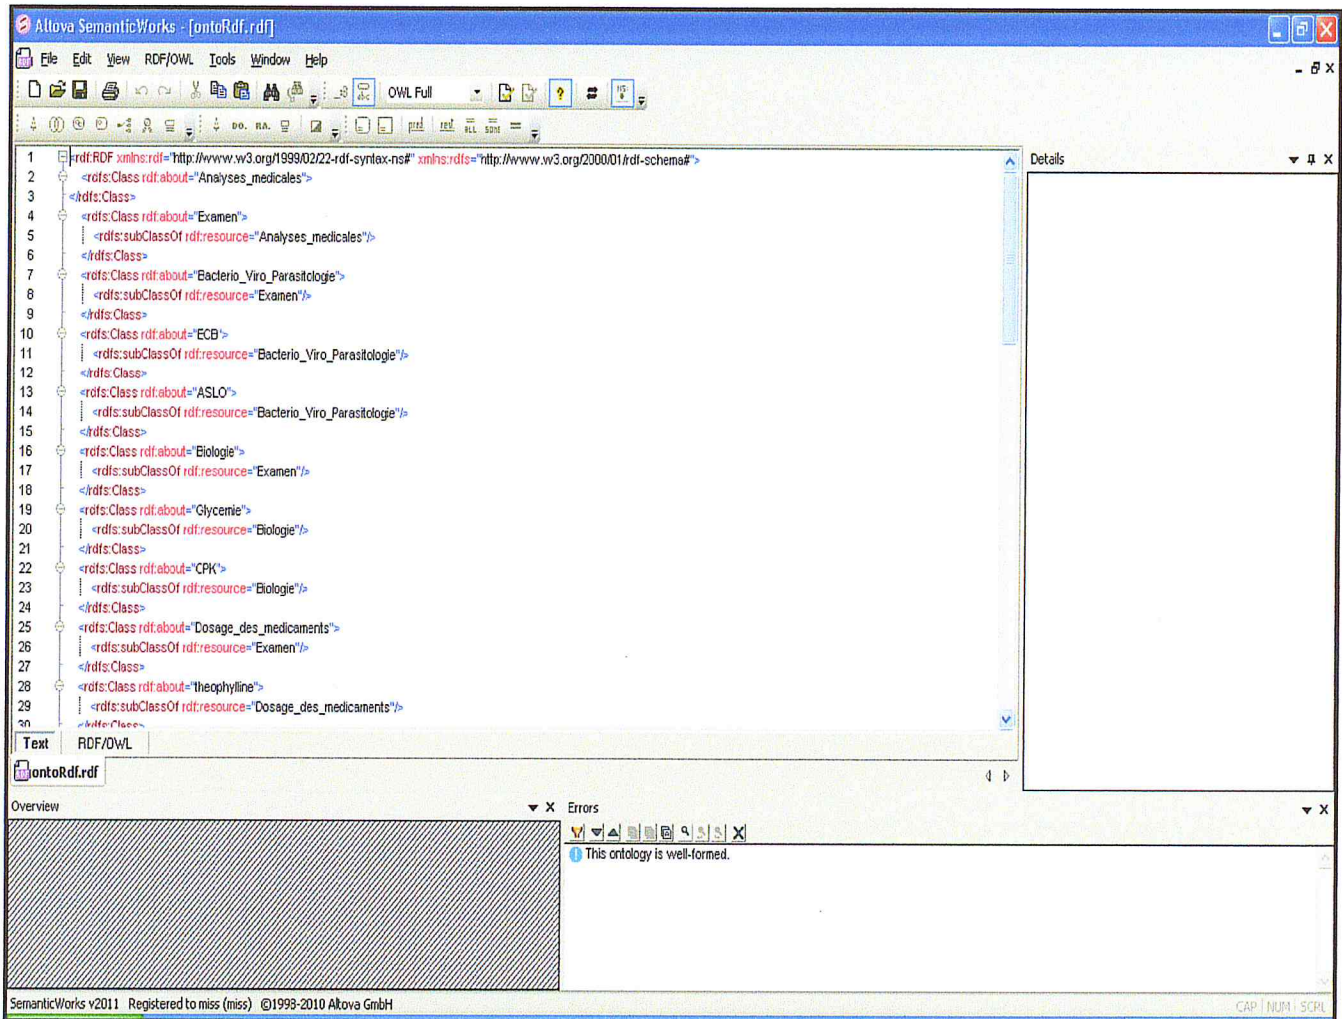 Altova SemanticWorks - [ontoRdf.rdf]
File Edit View RDF/OWL Tools Window Help
OWL Full
1 <rdf:RDF xmlns:rdf="http://www.w3.org/1999/02/22-rdf-syntax-ns#" xmlns:rdfs="http://www.w3.org/2000/01/rdf-schema#">
2 <rdfs:Class rdf:about="Analyses_medicales">
3 </rdfs:Class>
4 <rdfs:Class rdf:about="Examen">
5 <rdfs:subClassOf rdf:resource="Analyses_medicales"/>
6 </rdfs:Class>
7 <rdfs:Class rdf:about="Bacterio_Viro_Parasitologie">
8 <rdfs:subClassOf rdf:resource="Examen"/>
9 </rdfs:Class>
10 <rdfs:Class rdf:about="ECB">
11 <rdfs:subClassOf rdf:resource="Bacterio_Viro_Parasitologie"/>
12 </rdfs:Class>
13 <rdfs:Class rdf:about="ASLO">
14 <rdfs:subClassOf rdf:resource="Bacterio_Viro_Parasitologie"/>
15 </rdfs:Class>
16 <rdfs:Class rdf:about="Biologie">
17 <rdfs:subClassOf rdf:resource="Examen"/>
18 </rdfs:Class>
19 <rdfs:Class rdf:about="Glycemie">
20 <rdfs:subClassOf rdf:resource="Biologie"/>
21 </rdfs:Class>
22 <rdfs:Class rdf:about="CPK">
23 <rdfs:subClassOf rdf:resource="Biologie"/>
24 </rdfs:Class>
25 <rdfs:Class rdf:about="Dosage_des_medicaments">
26 <rdfs:subClassOf rdf:resource="Examen"/>
27 </rdfs:Class>
28 <rdfs:Class rdf:about="theophylline">
29 <rdfs:subClassOf rdf:resource="Dosage_des_medicaments"/>
30 </rdfs:Class>
Details
Text RDF/OWL
ontoRdf.rdf
Overview
Errors
This ontology is well-formed.
SemanticWorks v2011 Registered to miss (miss) ©1998-2010 Altova GmbH
CAP NUM SCRL